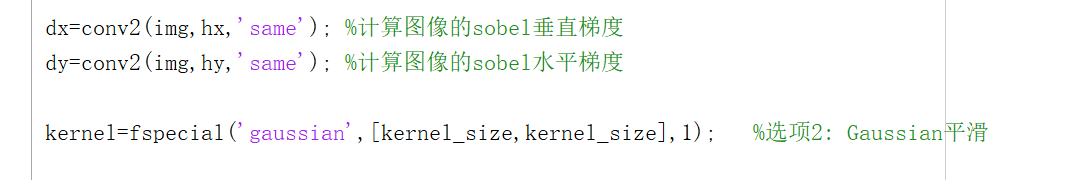 dx=conv2(img,hx,'same'); %计算图像的sobel垂直梯度
dy=conv2(img,hy,'same'); %计算图像的sobel水平梯度
kernel=fspecial('gaussian',[kernel_size,kernel_size],1);   %选项2: Gaussian平滑